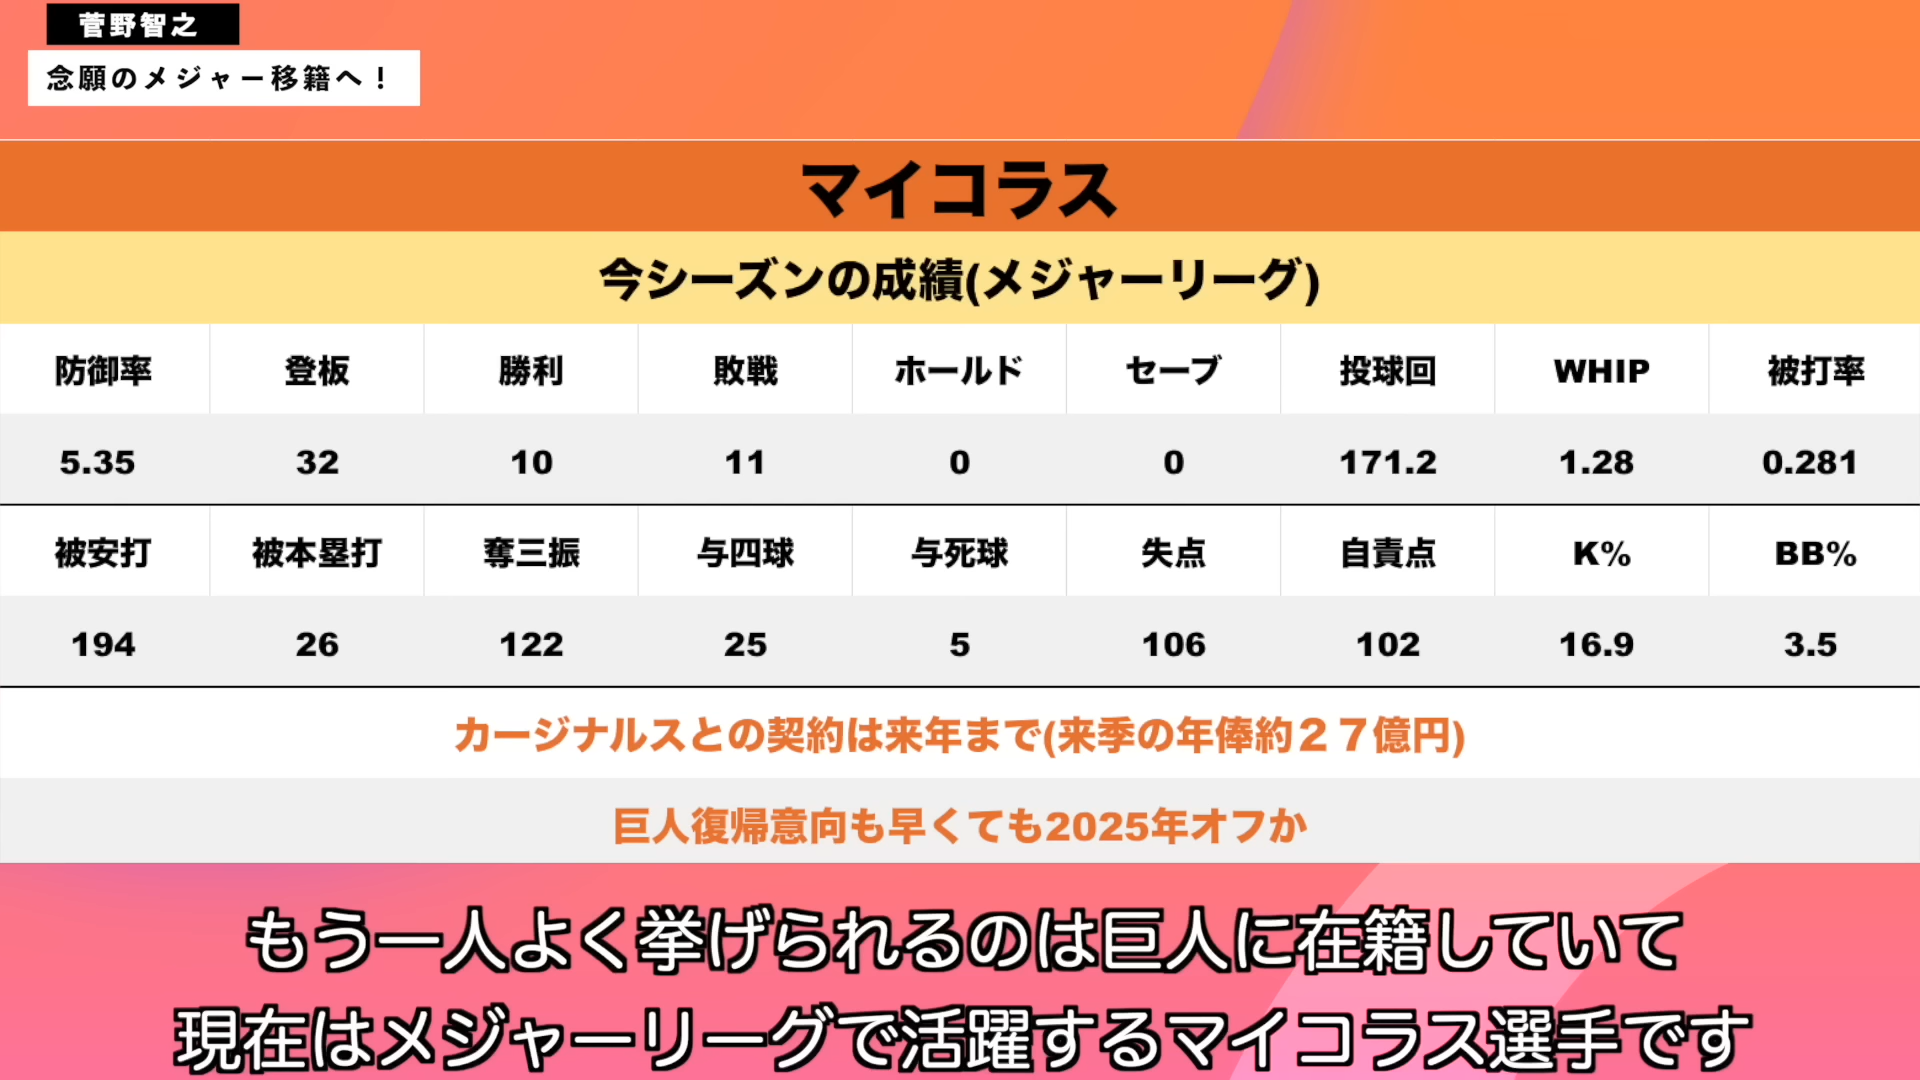 菅野智之
念願のメジャー移籍へ！
マイコラス
今シーズンの成績(メジャーリーグ)
防御率 登板 勝利 敗戦 ホールド セーブ 投球回 WHIP 被打率
5.35 32 10 11 0 0 171.2 1.28 0.281
被安打 被本塁打 奪三振 与四球 与死球 失点 自責点 K% BB%
194 26 122 25 5 106 102 16.9 3.5
カージナルスとの契約は来年まで(来季の年俸約２７億円)
巨人復帰意向も早くても2025年オフか
もう一人よく挙げられるのは巨人に在籍していて
現在はメジャーリーグで活躍するマイコラス選手です